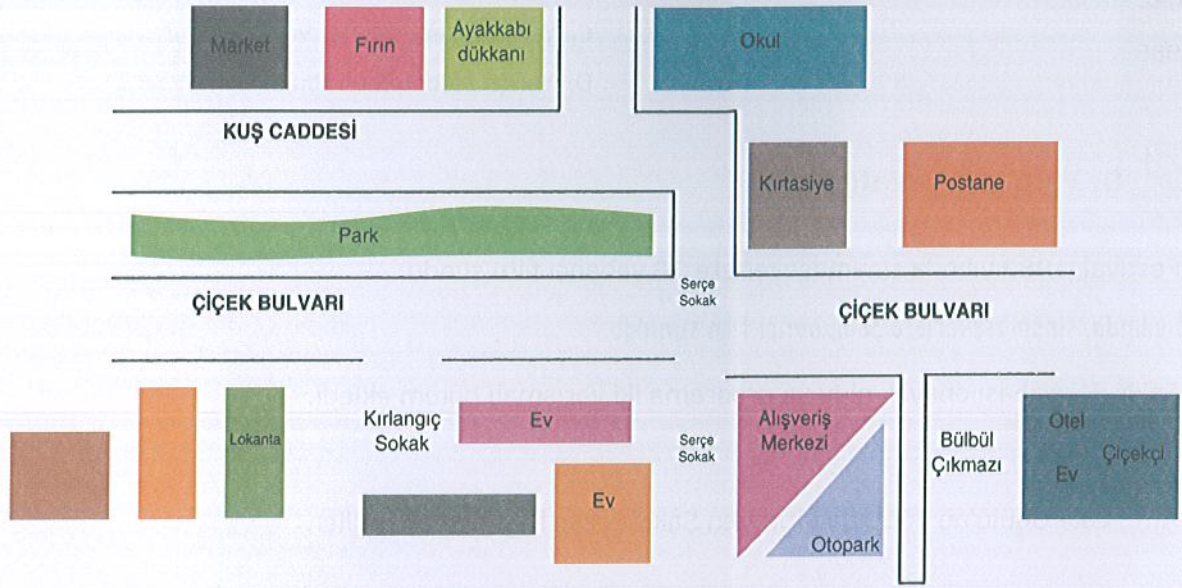 Market
Fırın
Ayakkabı
dükkanı
Okul
KUŞ CADDESİ
Kırtasiye
Postane
Park
ÇİÇEK BULVARI
Serçe
Sokak
ÇİÇEK BULVARI
Lokanta
Kırlangıç
Sokak
Ev
Serçe
Sokak
Alışveriş
Merkezi
Bülbül
Çıkmazı
Otel
Çiçekçi
Ev
Ev
Otopark